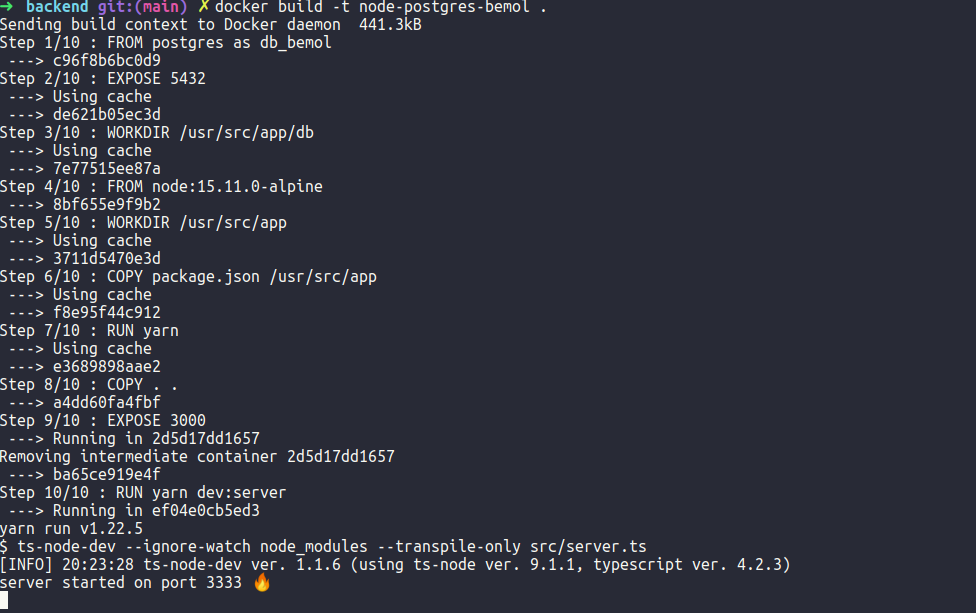 ➜ backend git:(main) ✗ docker build -t node-postgres-bemol .
Sending build context to Docker daemon  441.3kB
Step 1/10 : FROM postgres as db_bemol
 ---> c96f8b6bc0d9
Step 2/10 : EXPOSE 5432
 ---> Using cache
 ---> de621b05ec3d
Step 3/10 : WORKDIR /usr/src/app/db
 ---> Using cache
 ---> 7e77515ee87a
Step 4/10 : FROM node:15.11.0-alpine
 ---> 8bf655e9f9b2
Step 5/10 : WORKDIR /usr/src/app
 ---> Using cache
 ---> 3711d5470e3d
Step 6/10 : COPY package.json /usr/src/app
 ---> Using cache
 ---> f8e95f44c912
Step 7/10 : RUN yarn
 ---> Using cache
 ---> e3689898aae2
Step 8/10 : COPY . .
 ---> a4dd60fa4fbf
Step 9/10 : EXPOSE 3000
 ---> Running in 2d5d17dd1657
Removing intermediate container 2d5d17dd1657
 ---> ba65ce919e4f
Step 10/10 : RUN yarn dev:server
 ---> Running in ef04e0cb5ed3
yarn run v1.22.5
$ ts-node-dev --ignore-watch node_modules --transpile-only src/server.ts
[INFO] 20:23:28 ts-node-dev ver. 1.1.6 (using ts-node ver. 9.1.1, typescript ver. 4.2.3)
server started on port 3333 🔥